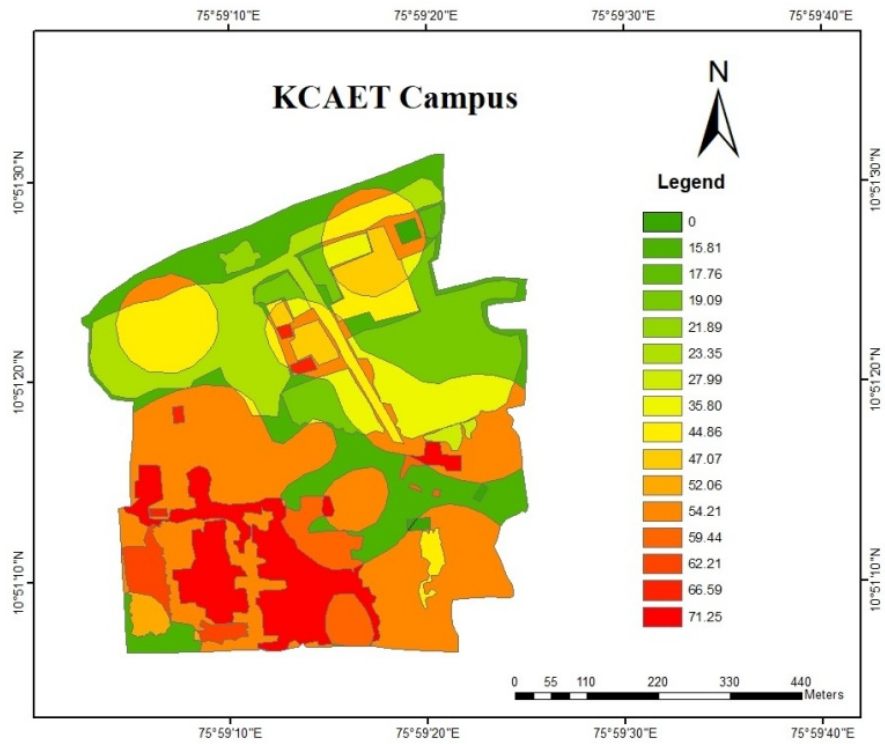 75°59'10"E 75°59'20"E 75°59'30"E 75°59'40"E
KCAET Campus
N
10°51'30"N 10°51'30"N
Legend
0
15.81
17.76
19.09
21.89
23.35
27.99
35.80
44.86
47.07
52.06
54.21
59.44
62.21
66.59
71.25
10°51'20"N 10°51'20"N
10°51'10"N 10°51'10"N
0 55 110 220 330 440
Meters
75°59'10"E 75°59'20"E 75°59'30"E 75°59'40"E